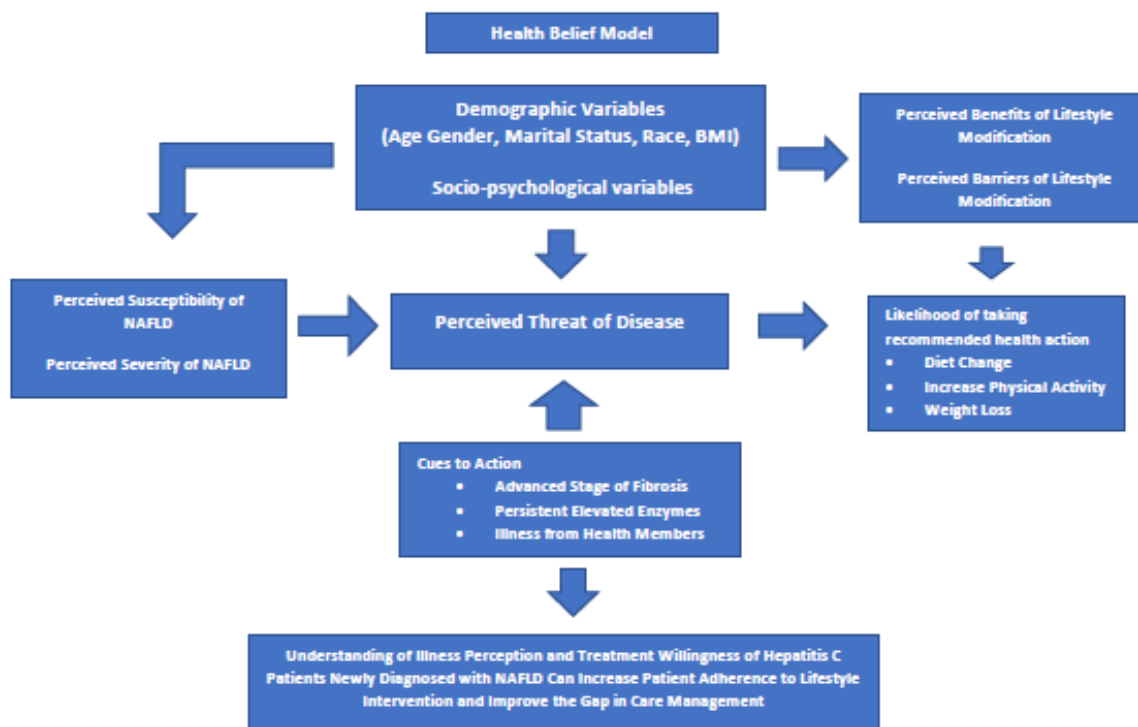 Health Belief Model
Demographic Variables
(Age Gender, Marital Status, Race, BMI)
Socio-psychological variables
Perceived Benefits of Lifestyle
Modification
Perceived Barriers of Lifestyle
Modification
Perceived Susceptibility of
NAFLD
Perceived Severity of NAFLD
Perceived Threat of Disease
Likelihood of taking
recommended health action
• Diet Change
• Increase Physical Activity
• Weight Loss
Cues to Action
• Advanced Stage of Fibrosis
• Persistent Elevated Enzymes
• Illness from Health Members
Understanding of Illness Perception and Treatment Willingness of Hepatitis C
Patients Newly Diagnosed with NAFLD Can Increase Patient Adherence to Lifestyle
Intervention and Improve the Gap in Care Management